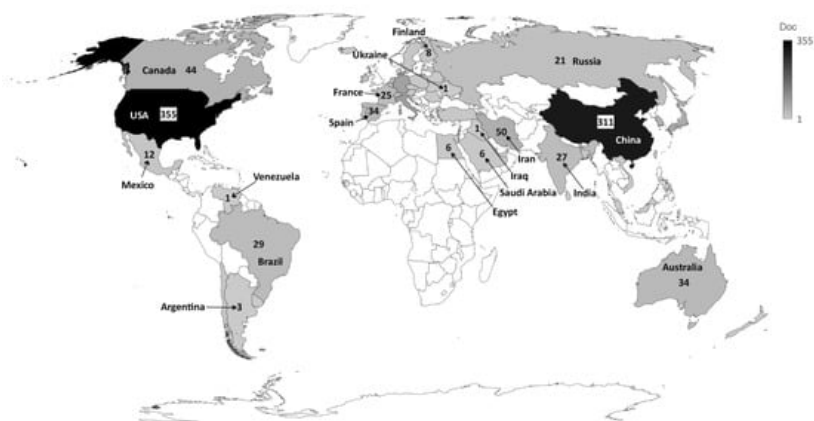 Doc
355
1
Finland
8
Ukraine
1
Canada 44
21 Russia
France 25
USA 355
34
Spain
311
China
50
Iran
1
Iraq
12
Mexico
6
6
Saudi Arabia
27
India
Egypt
Venezuela
1
29
Brazil
Australia
34
Argentina 3